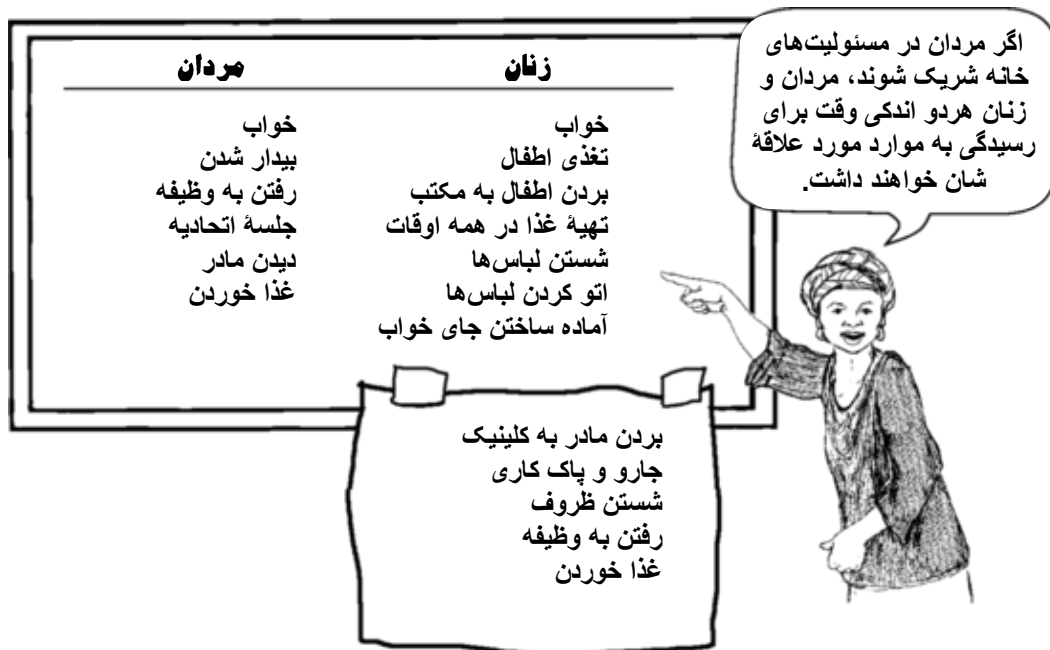 اگر مردان در مسئولیت‌های
خانه شریک شوند، مردان و
زنان هردو اندکی وقت برای
رسیدگی به موارد مورد علاقهٔ
شان خواهند داشت.
زنان
خواب
تغذی اطفال
بردن اطفال به مکتب
تهیهٔ غذا در همه اوقات
شستن لباس‌ها
اتو کردن لباس‌ها
آماده ساختن جای خواب
بردن مادر به کلینیک
جارو و پاک کاری
شستن ظروف
رفتن به وظیفه
غذا خوردن
مردان
خواب
بیدار شدن
رفتن به وظیفه
جلسهٔ اتحادیه
دیدن مادر
غذا خوردن